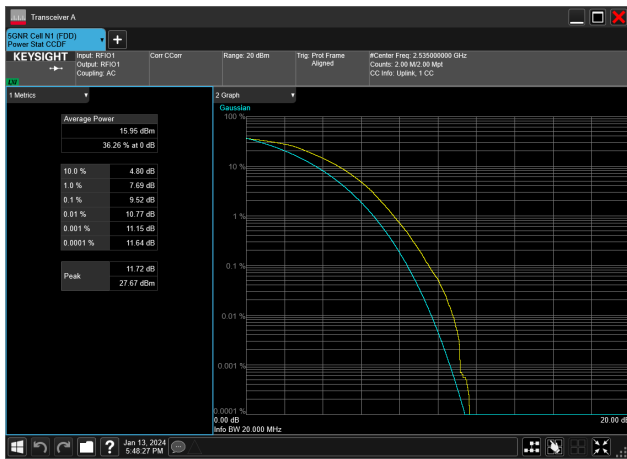 Transceiver A
5GNR Cell N1 (FDD)
Power Stat CCDF
KEYSIGHT
Input: RFIO1
Output: RFIO1
Coupling: AC
Corr CCorr
Range: 20 dBm
Trig: Prot Frame
Aligned
#Center Freq: 2.535000000 GHz
Counts: 2.00 M/2.00 Mpt
CC Info: Uplink, 1 CC
1 Metrics
Average Power
15.95 dBm
36.26 % at 0 dB
10.0 % 4.80 dB
1.0 % 7.69 dB
0.1 % 9.52 dB
0.01 % 10.77 dB
0.001 % 11.15 dB
0.0001 % 11.64 dB
Peak
11.72 dB
27.67 dBm
2 Graph
Gaussian
100 %
10 %
1 %
0.1 %
0.01 %
0.001 %
0.0001 %
0.00 dB
20.00 dB
Info BW 20.000 MHz
Jan 13, 2024
5:48:27 PM